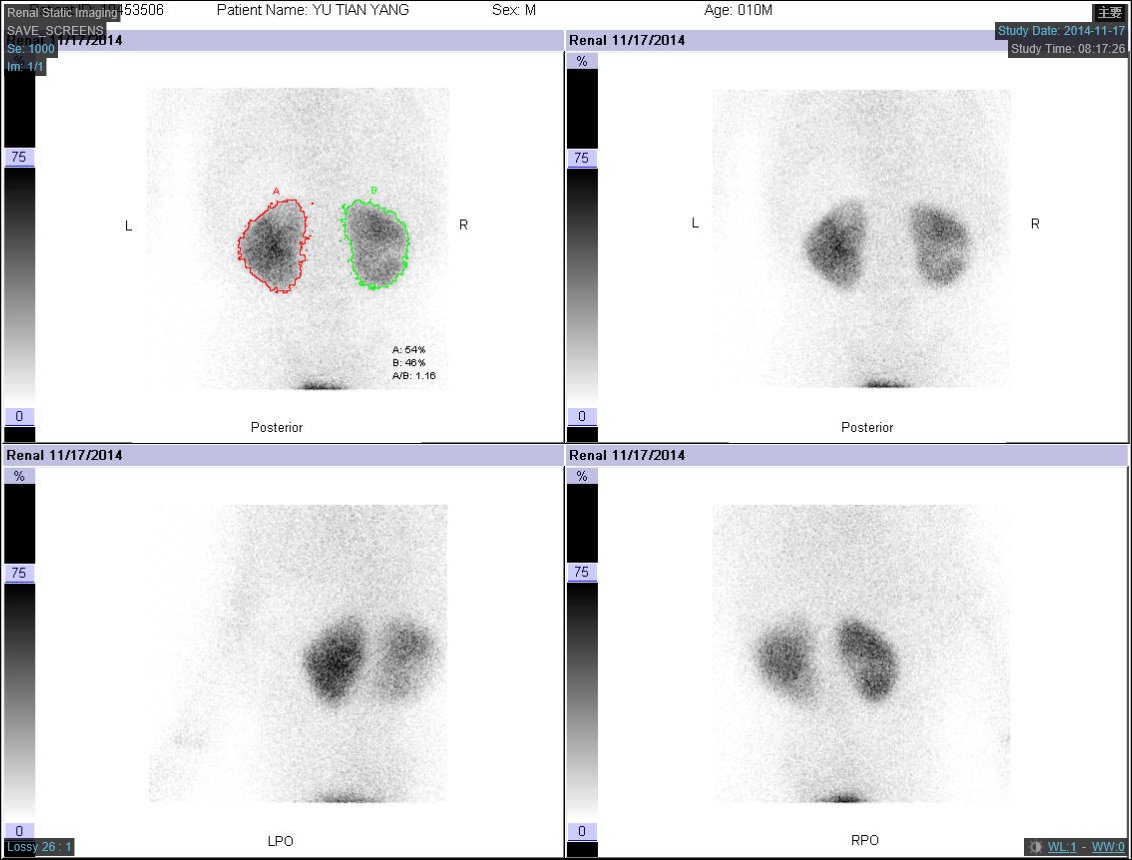 Renal Static Imaging
Patient ID: 10453506 Patient Name: YU TIAN YANG Sex: M Age: 010M
主要
SAVE_SCREENS
Study Date: 2014-11-17
Renal 11/17/2014
Renal 11/17/2014
Se: 1000
Study Time: 08:17:26
Im: 1/1
%
%
75
75
A
B
L
R
L
R
A: 54%
B: 46%
A/B: 1.16
0
0
Posterior
Posterior
Renal 11/17/2014
Renal 11/17/2014
%
%
75
75
0
0
LPO
RPO
Lossy 26 : 1
WL:1 - WW:0